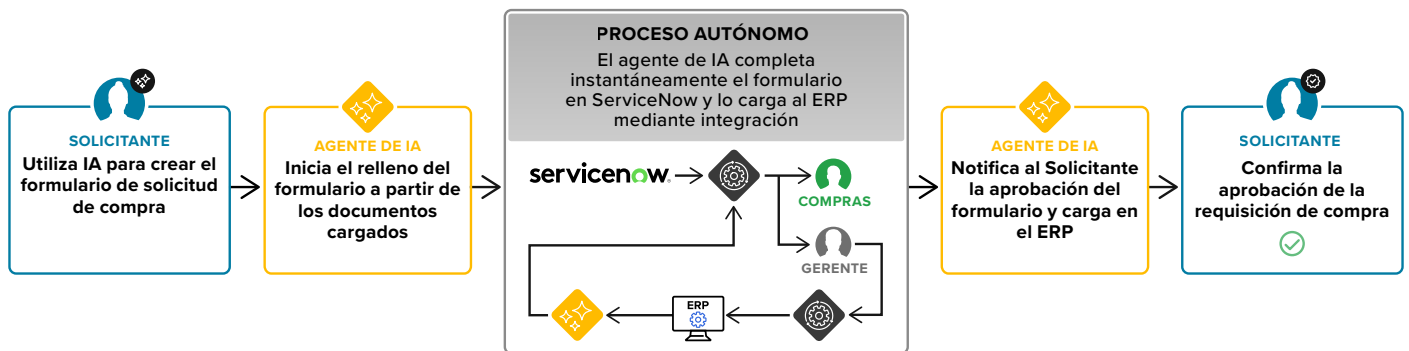 SOLICITANTE
Utiliza IA para crear el
formulario de solicitud
de compra
AGENTE DE IA
Inicia el relleno del
formulario a partir de
los documentos
cargados
PROCESO AUTÓNOMO
El agente de IA completa
instantáneamente el formulario
en ServiceNow y lo carga al ERP
mediante integración
servicenow
COMPRAS
GERENTE
ERP
AGENTE DE IA
Notifica al Solicitante
la aprobación del
formulario y carga en
el ERP
SOLICITANTE
Confirma la
aprobación de la
requisición de compra